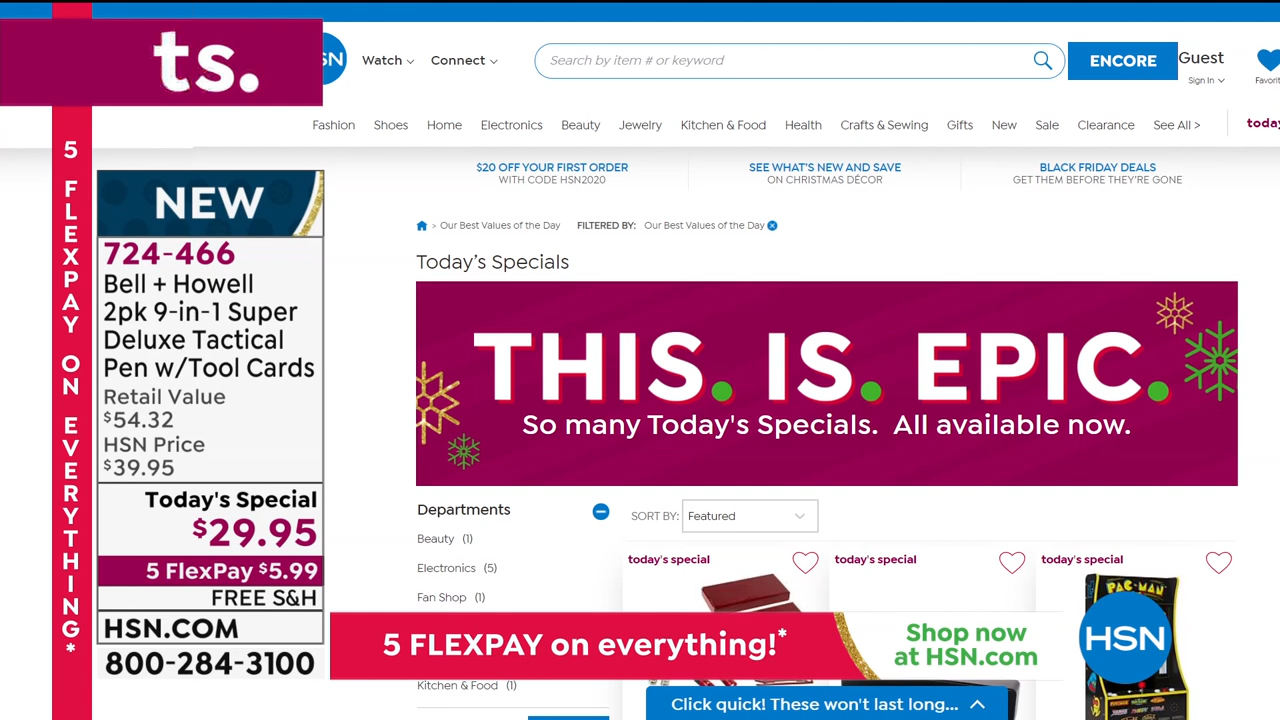 ts.
SN
Watch
Connect
Search by item # or keyword
ENCORE
Guest
Sign In
Favorit
Fashion
Shoes
Home
Electronics
Beauty
Jewelry
Kitchen & Food
Health
Crafts & Sewing
Gifts
New
Sale
Clearance
See All >
today
$20 OFF YOUR FIRST ORDER
WITH CODE HSN2020
SEE WHAT'S NEW AND SAVE
ON CHRISTMAS DÉCOR
BLACK FRIDAY DEALS
GET THEM BEFORE THEY'RE GONE
5 FLEXPAY ON EVERYTHING*
NEW
724-466
Bell + Howell
2pk 9-in-1 Super
Deluxe Tactical
Pen w/Tool Cards
Retail Value
$54.32
HSN Price
$39.95
Today's Special
$29.95
5 FlexPay $5.99
FREE S&H
HSN.COM
800-284-3100
> Our Best Values of the Day FILTERED BY: Our Best Values of the Day
Today's Specials
THIS. IS. EPIC.
So many Today's Specials. All available now.
Departments
Beauty (1)
Electronics (5)
Fan Shop (1)
Kitchen & Food (1)
SORT BY: Featured
today's special
today's special
today's special
PAC-MAN
5 FLEXPAY on everything!*
Shop now
at HSN.com
HSN
Click quick! These won't last long...